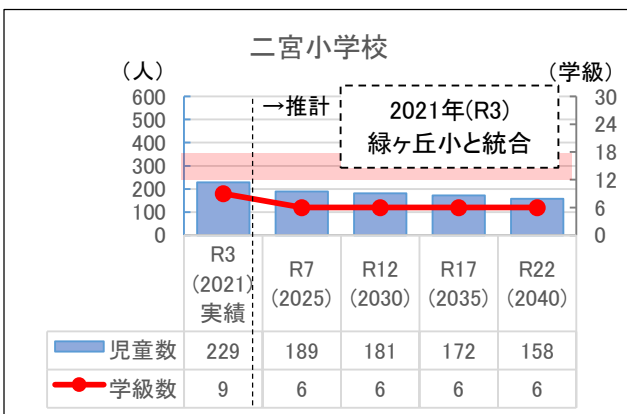 二宮小学校
(人)
(学級)
600
500
400
300
200
100
0
30
24
18
12
6
0
→推計
2021年(R3)
緑ヶ丘小と統合
R3
(2021)
実績
R7
(2025)
R12
(2030)
R17
(2035)
R22
(2040)
児童数 229 189 181 172 158
学級数 9 6 6 6 6